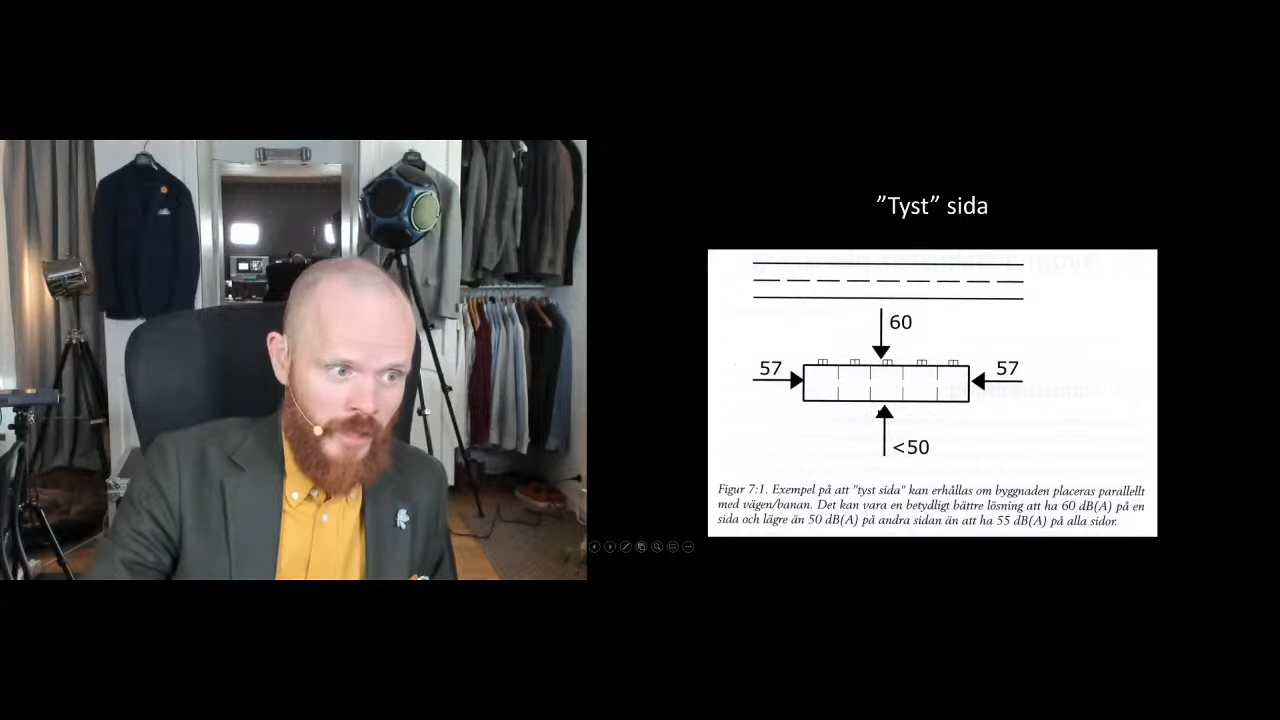 ”Tyst” sida
60
57
57
<50
Figur 7:1. Exempel på att "tyst sida" kan erhållas om byggnaden placeras parallellt
med vägen/banan. Det kan vara en betydligt bättre lösning att ha 60 dB(A) på en
sida och lägre än 50 dB(A) på andra sidan än att ha 55 dB(A) på alla sidor.